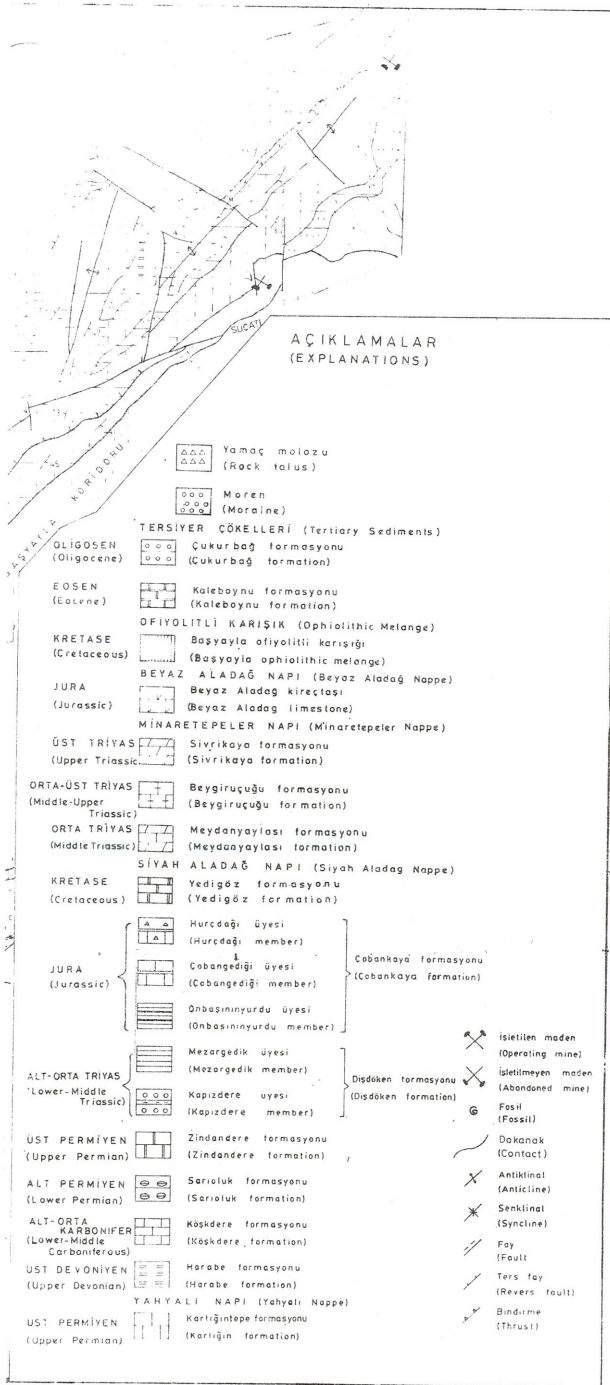 SUÇATI
BAŞYAYLA KORİDORU
AÇIKLAMALAR
(EXPLANATIONS)
Yamaç molozu
(Rock talus)
Moren
(Moraine)
TERSİYER ÇÖKELLERİ (Tertiary Sediments)
OLİGOSEN
(Oligocene)
Çukurbağ formasyonu
(Çukurbağ formation)
EOSEN
(Eocene)
Kaleboynu formasyonu
(Kaleboynu formation)
OFİYOLİTLİ KARIŞIK (Ophiolithic Melange)
KRETASE
(Cretaceous)
Başyayla ofiyolitli karışığı
(Başyayla ophiolithic melange)
BEYAZ ALADAĞ NAPI (Beyaz Aladağ Nappe)
JURA
(Jurassic)
Beyaz Aladağ kireçtaşı
(Beyaz Aladag limestone)
MİNARETEPELER NAPI (Minaretepeler Nappe)
ÜST TRİYAS
(Upper Triassic)
Sivrikaya formasyonu
(Sivrikaya formation)
ORTA-ÜST TRİYAS
(Middle-Upper
Triassic)
Beygiruçuğu formasyonu
(Beygiruçuğu formation)
ORTA TRİYAS
(Middle Triassic)
Meydanyaylası formasyonu
(Meydanyaylası formation)
SİYAH ALADAĞ NAPI (Siyah Aladag Nappe)
KRETASE
(Cretaceous)
Yedigöz formasyonu
(Yedigöz formation)
JURA
(Jurassic)
Hurçdağı üyesi
(Hurçdağı member)
Çobangediği üyesi
(Çobangediği member)
Onbaşınınyurdu üyesi
(Onbaşınınyurdu member)
Çobankaya formasyonu
(Çobankaya formation)
ALT-ORTA TRİYAS
(Lower-Middle
Triassic)
Mezargedik üyesi
(Mezargedik member)
Kapızdere üyesi
(Kapızdere member)
Dişdöken formasyonu
(Disdöken formation)
ÜST PERMİYEN
(Upper Permian)
Zindandere formasyonu
(Zindandere formation)
ALT PERMİYEN
(Lower Permian)
Sarıoluk formasyonu
(Sarıoluk formation)
ALT-ORTA
KARBONİFER
(Lower-Middle
Carboniferous)
Köşkdere formasyonu
(Köşkdere formation)
ÜST DEVONİYEN
(Upper Devonian)
Harabe formasyonu
(Harabe formation)
YAHYALI NAPI (Yahyalı Nappe)
ÜST PERMİYEN
(Upper Permian)
Karlığıntepe formasyonu
(Karlığın formation)
İşletilen maden
(Operating mine)
İşletilmeyen maden
(Abandoned mine)
Fosil
(Fossil)
Dokanak
(Contact)
Antiklinal
(Anticline)
Senklinal
(Syncline)
Fay
(Fault
Ters fay
(Revers fault)
Bindirme
(Thrust)